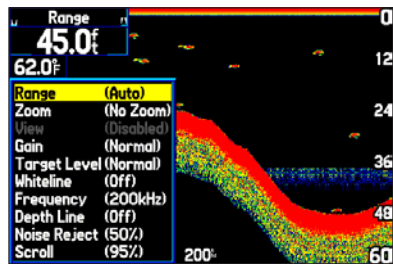 Range
45.0ft
62.0°F
Range (Auto)
Zoom (No Zoom)
View (Disabled)
Gain (Normal)
Target Level (Normal)
Whiteline (Off)
Frequency (200kHz)
Depth Line (Off)
Noise Reject (50%)
Scroll (95%)
0
12
24
36
48
60
200kHz